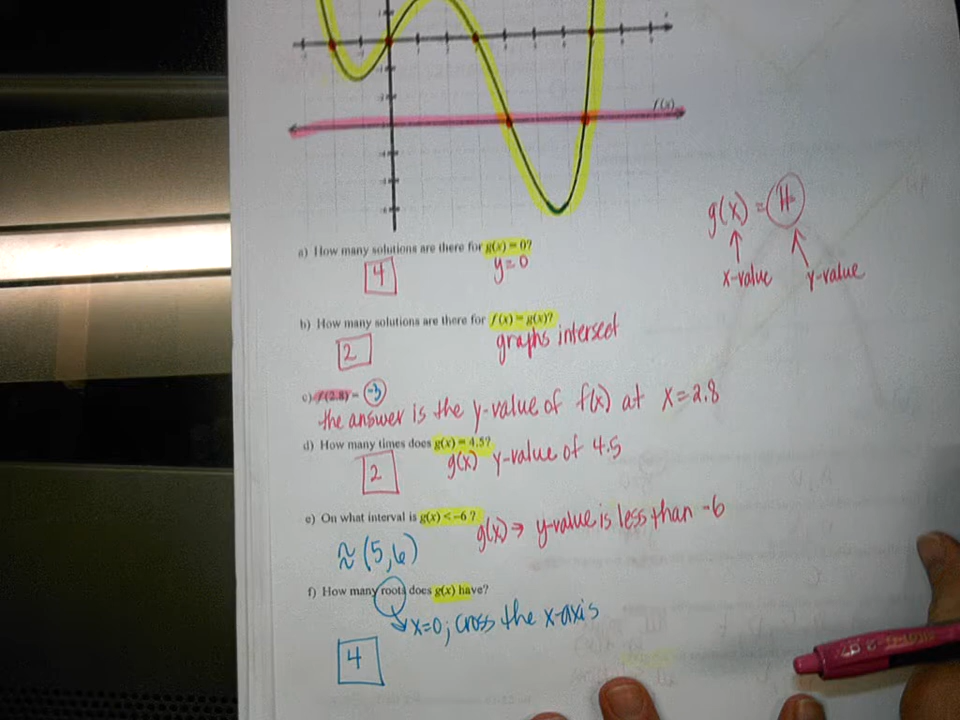 f(x)
g(x) = #
x-value y-value
a) How many solutions are there for g(x) = 0?
4 y=0
b) How many solutions are there for f(x) = g(x)?
2 graphs intersect
c) f(2.8) = -3
the answer is the y-value of f(x) at x=2.8
d) How many times does g(x) = 4.5?
2 g(x) y-value of 4.5
e) On what interval is g(x) < -6 ?
g(x) → y-value is less than -6
≈ (5,6)
f) How many roots does g(x) have?
x=0; cross the x-axis
4